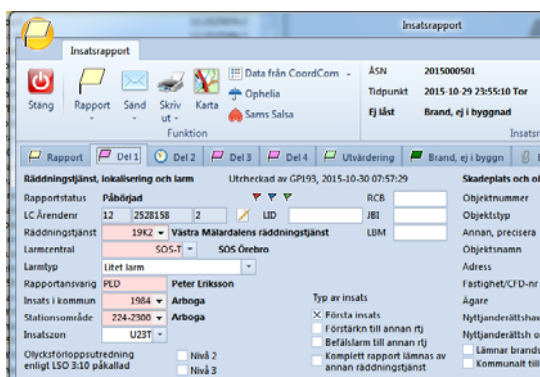 Insatsrapport
Insatsrapport
Stäng
Rapport
Sänd
Skriv ut
Karta
Data från CoordCom
Ophelia
Sams Salsa
Funktion
ÅSN 2015000501
Tidpunkt 2015-10-29 23:55:10 Tor
Ej låst Brand, ej i byggnad
Insatsr
Rapport Del 1 Del 2 Del 3 Del 4 Utvärdering Brand, ej i byggn
Räddningstjänst, lokalisering och larm Utcheckad av GP193, 2015-10-30 07:57:29 Skadeplats och o
Rapportstatus Påbörjad RCB Objektnummer
LC Ärendenr 12 2528158 2 LID JBI Objektstyp
Räddningstjänst 19K2 Västra Mälardalens räddningstjänst LBM Annan, precisera
Larmcentral SOS-T SOS Örebro Objektsnamn
Larmtyp Litet larm Adress
Rapportansvarig PED Peter Eriksson Fastighet/CFD-nr
Insats i kommun 1984 Arboga Typ av insats Ägare
Stationsområde 224-2300 Arboga Första insats Nyttjanderättshav
Insatszon U23T Förstärkn till annan rtj Nyttjanderättsh o
Befälslarm till annan rtj Lämnar brands
Olycksförloppsutredning enligt LSO 3:10 påkallad Nivå 2 Komplett rapport lämnas av annan räddningstjänst Kommunalt till
Nivå 3